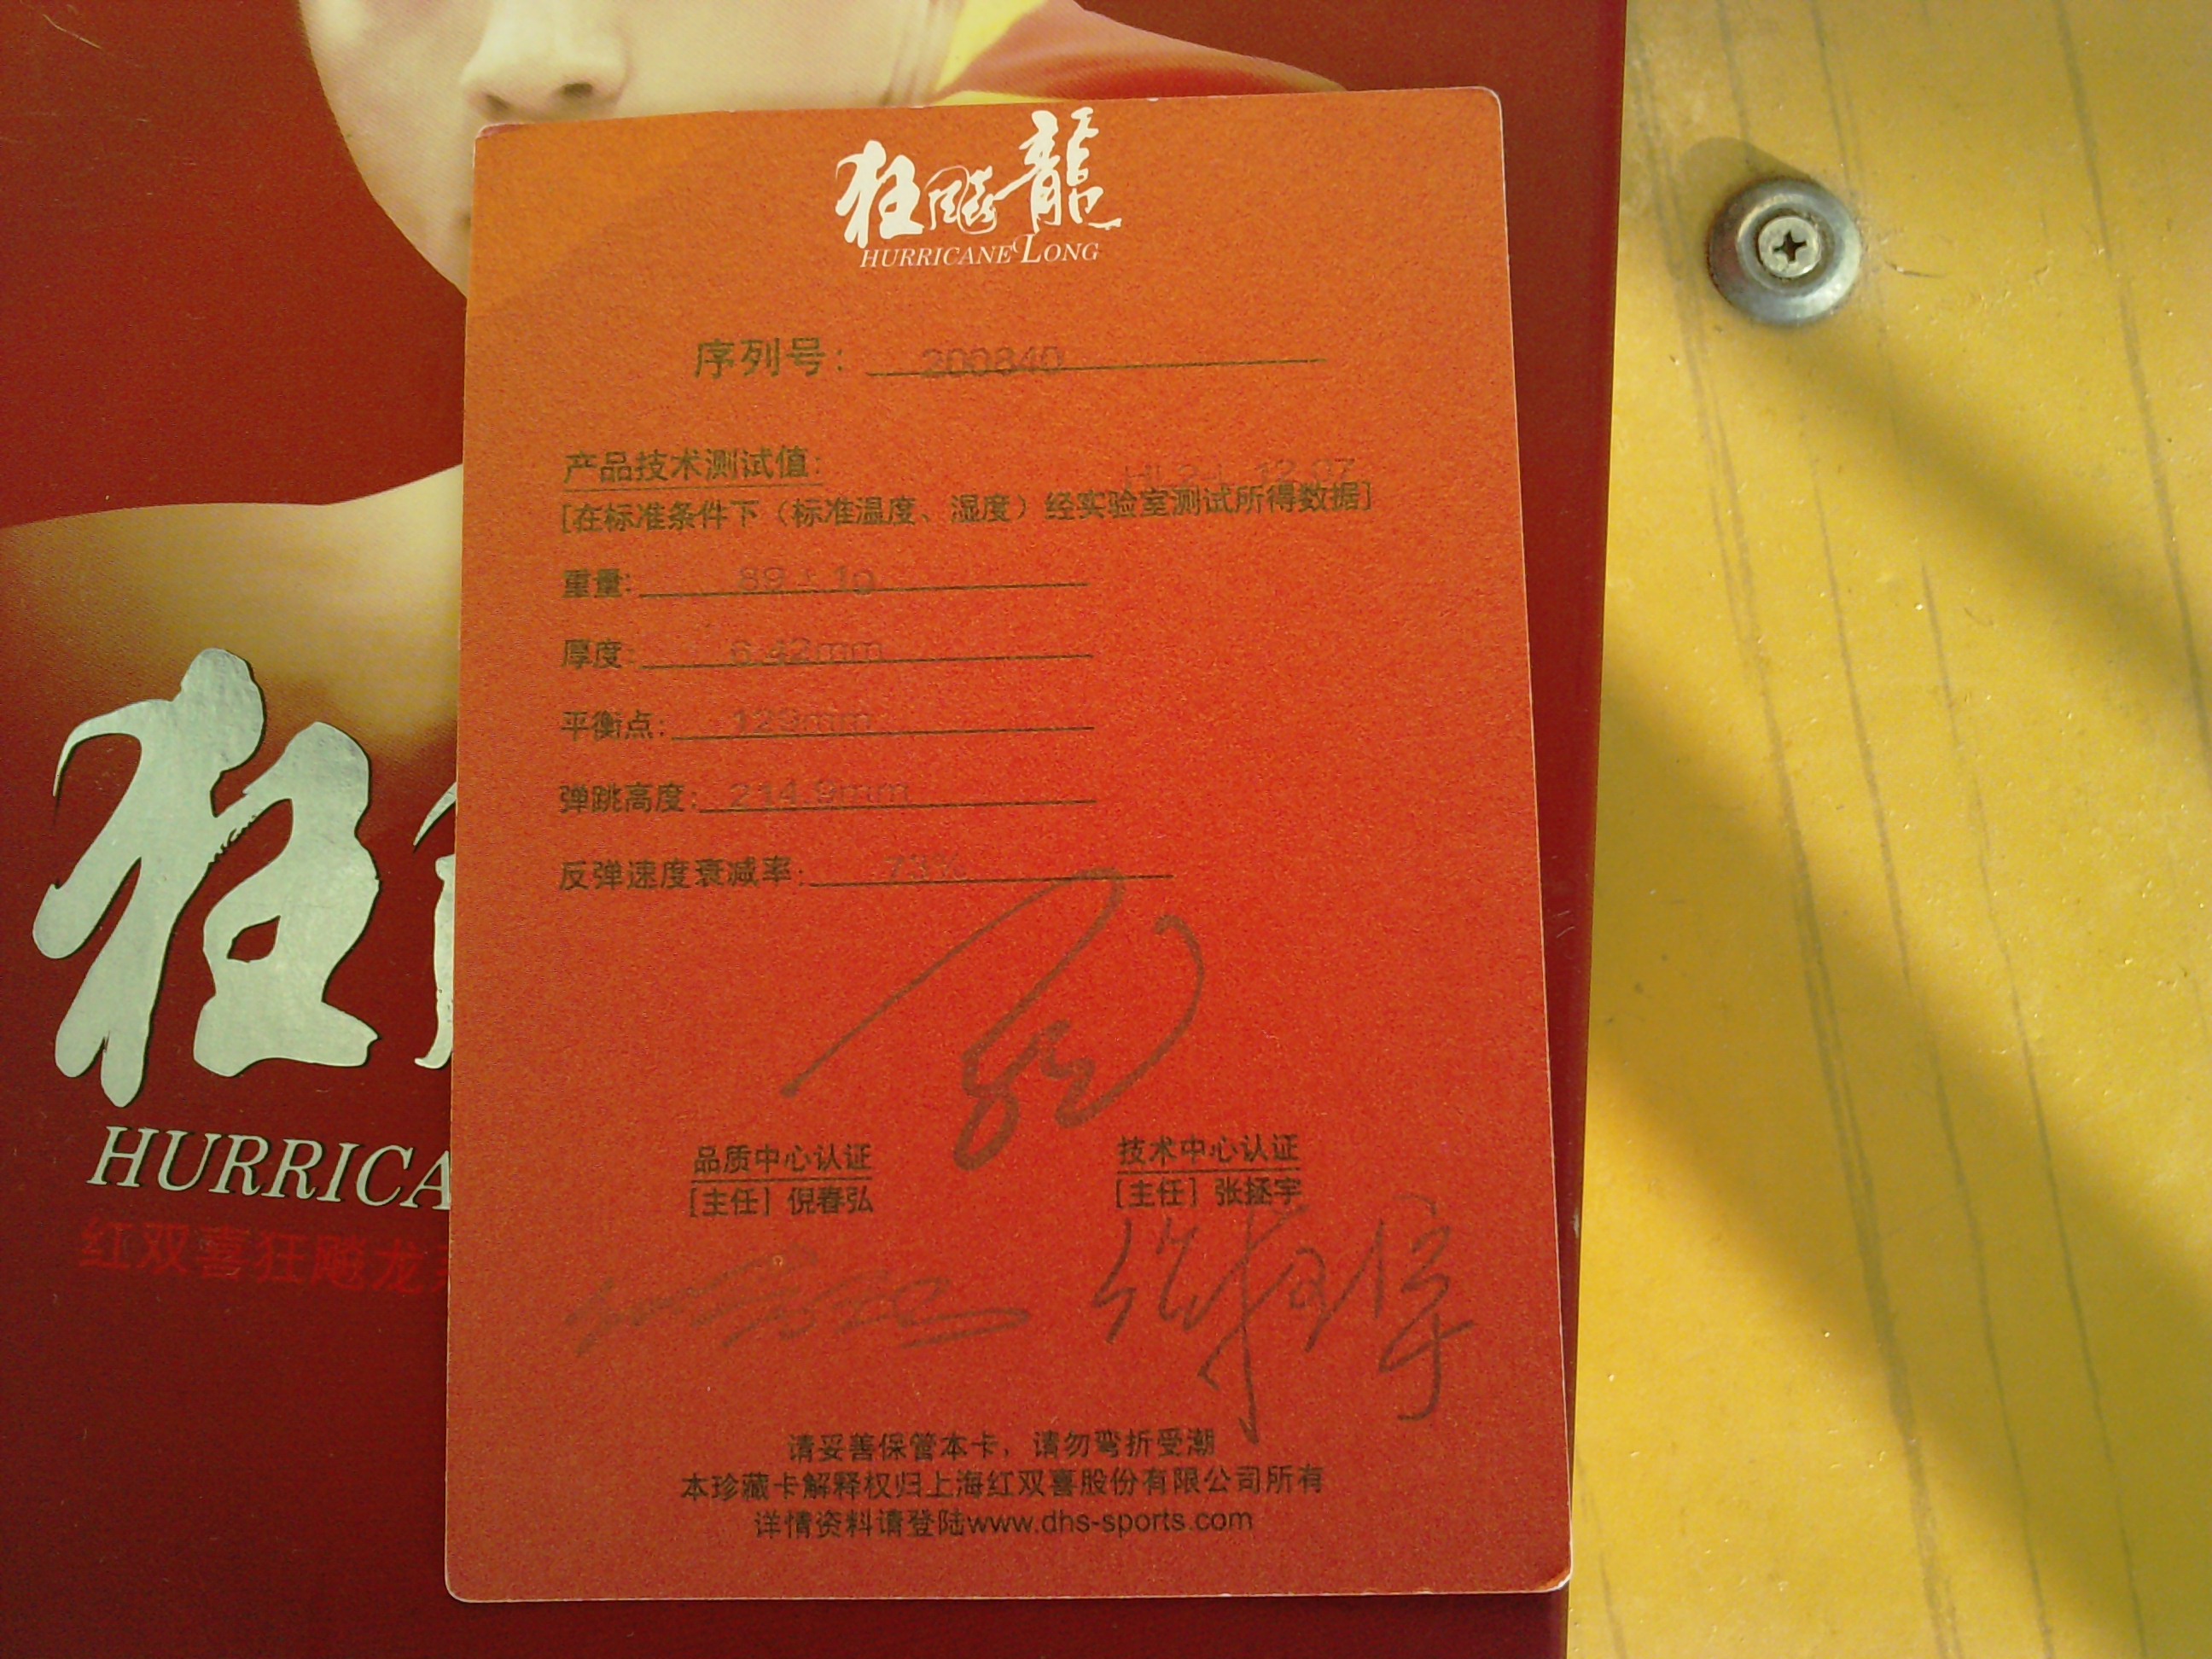 狂飚龍
HURRICANE LONG
序列号： 200840
产品技术测试值：
12.07
[在标准条件下（标准温度、湿度）经实验室测试所得数据]
重量： 89±1g
厚度： 6.42mm
平衡点： 129mm
弹跳高度： 214.9mm
反弹速度衰减率： 73%
品质中心认证
[主任] 倪春弘
技术中心认证
[主任] 张拯宇
请妥善保管本卡，请勿弯折受潮
本珍藏卡解释权归上海红双喜股份有限公司所有
详情资料请登陆www.dhs-sports.com
狂
HURRICA
红双喜狂飚龙